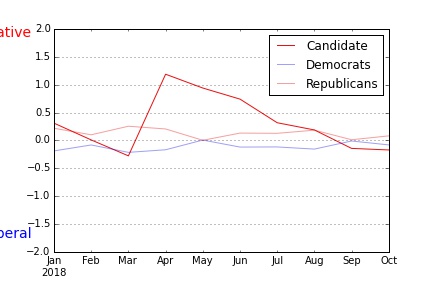 ative
2.0
1.5
1.0
0.5
0.0
−0.5
−1.0
−1.5
−2.0
beral
Candidate
Democrats
Republicans
Jan Feb Mar Apr May Jun Jul Aug Sep Oct
2018